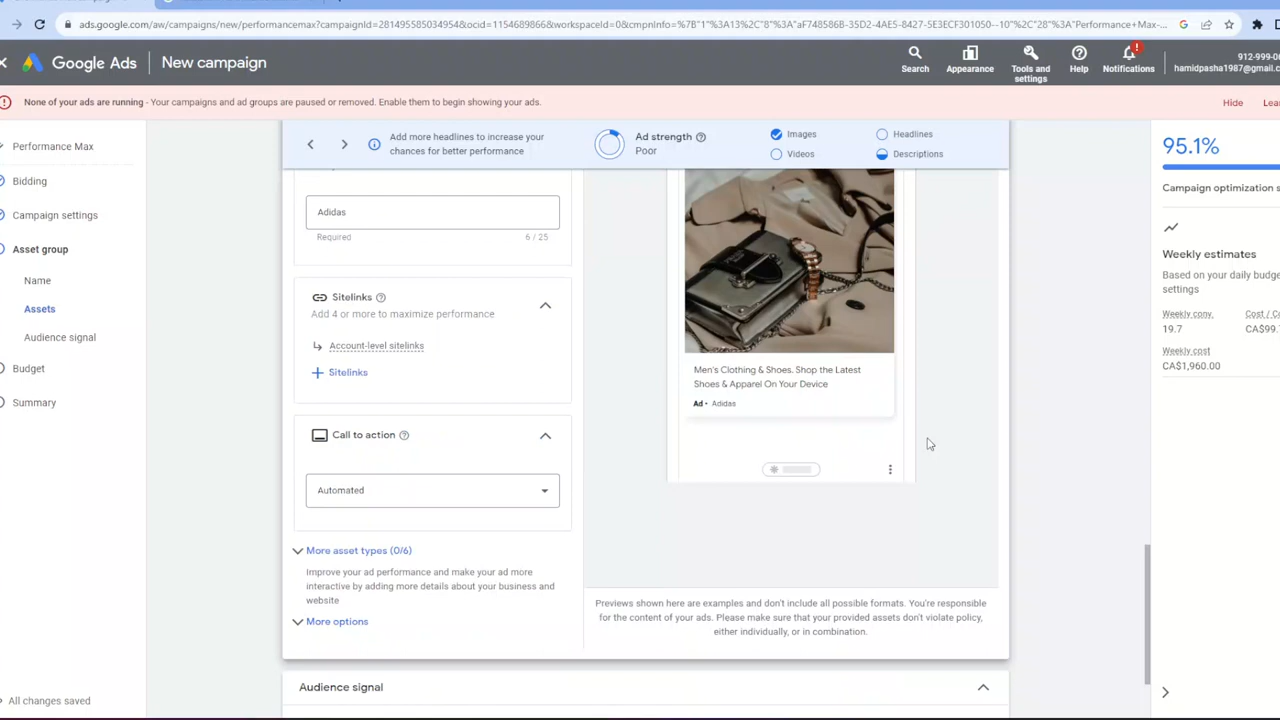 ads.google.com/aw/campaigns/new/performancemax?campaignId=281495585034954&ocid=1154689866&workspaceId=0&cmpnInfo=%7B"1"%3A13%2C"8"%3A"aF748586B-35D2-4AE5-8427-5E3ECF301050--10"%2C"28"%3A"Performance+Max-...
Google Ads
New campaign
Search
Appearance
Tools and
settings
Help
Notifications
912-999-0
hamidpasha1987@gmail.c
None of your ads are running - Your campaigns and ad groups are paused or removed. Enable them to begin showing your ads.
Hide
Lea
Performance Max
Bidding
Campaign settings
Asset group
Name
Assets
Audience signal
Budget
Summary
All changes saved
Add more headlines to increase your
chances for better performance
Ad strength
Poor
Images
Videos
Headlines
Descriptions
Adidas
Required
6 / 25
Sitelinks
Add 4 or more to maximize performance
Account-level sitelinks
Sitelinks
Call to action
Automated
More asset types (0/6)
Improve your ad performance and make your ad more
interactive by adding more details about your business and
website
More options
Men's Clothing & Shoes. Shop the Latest
Shoes & Apparel On Your Device
Ad • Adidas
Previews shown here are examples and don't include all possible formats. You're responsible
for the content of your ads. Please make sure that your provided assets don't violate policy,
either individually, or in combination.
Audience signal
95.1%
Campaign optimization s
Weekly estimates
Based on your daily budge
settings
Weekly conv.
Cost / Co
19.7
CA$99.
Weekly cost
CA$1,960.00